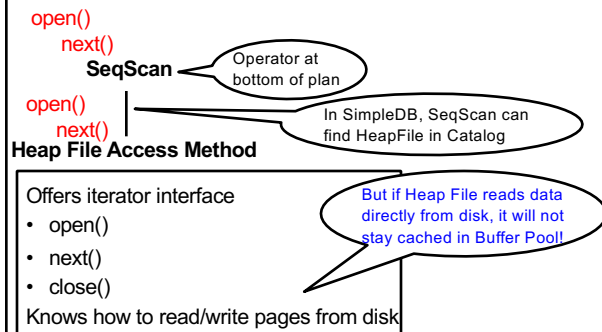 open()
next()
SeqScan
Operator at
bottom of plan
open()
next()
In SimpleDB, SeqScan can
find HeapFile in Catalog
Heap File Access Method
Offers iterator interface
• open()
• next()
• close()
Knows how to read/write pages from disk
But if Heap File reads data
directly from disk, it will not
stay cached in Buffer Pool!